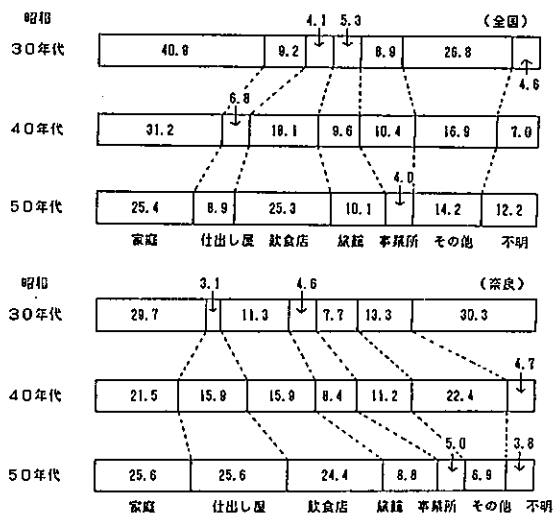 昭和 4.1 5.3 (全国)
30年代 40.9 9.2 8.9 26.8
4.6
6.8
40年代 31.2 18.1 9.6 10.4 16.9 7.0
4.0
50年代 25.4 8.9 25.3 10.1 14.2 12.2
家庭 仕出し屋 飲食店 旅館 事業所 その他 不明
昭和 3.1 4.6 (奈良)
30年代 29.7 11.3 7.7 13.3 30.3
4.7
40年代 21.5 15.9 15.9 8.4 11.2 22.4
5.0 3.8
50年代 25.6 25.6 24.4 8.8 6.9
家庭 仕出し屋 飲食店 旅館 事業所 その他 不明